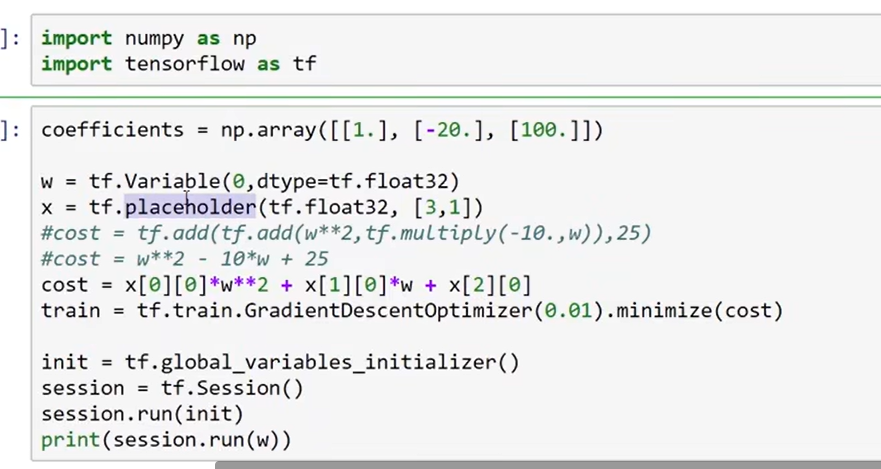 ]:
import numpy as np
import tensorflow as tf
]:
coefficients = np.array([[1.], [-20.], [100.]])
w = tf.Variable(0,dtype=tf.float32)
x = tf.placeholder(tf.float32, [3,1])
#cost = tf.add(tf.add(w**2,tf.multiply(-10.,w)),25)
#cost = w**2 - 10*w + 25
cost = x[0][0]*w**2 + x[1][0]*w + x[2][0]
train = tf.train.GradientDescentOptimizer(0.01).minimize(cost)
init = tf.global_variables_initializer()
session = tf.Session()
session.run(init)
print(session.run(w))